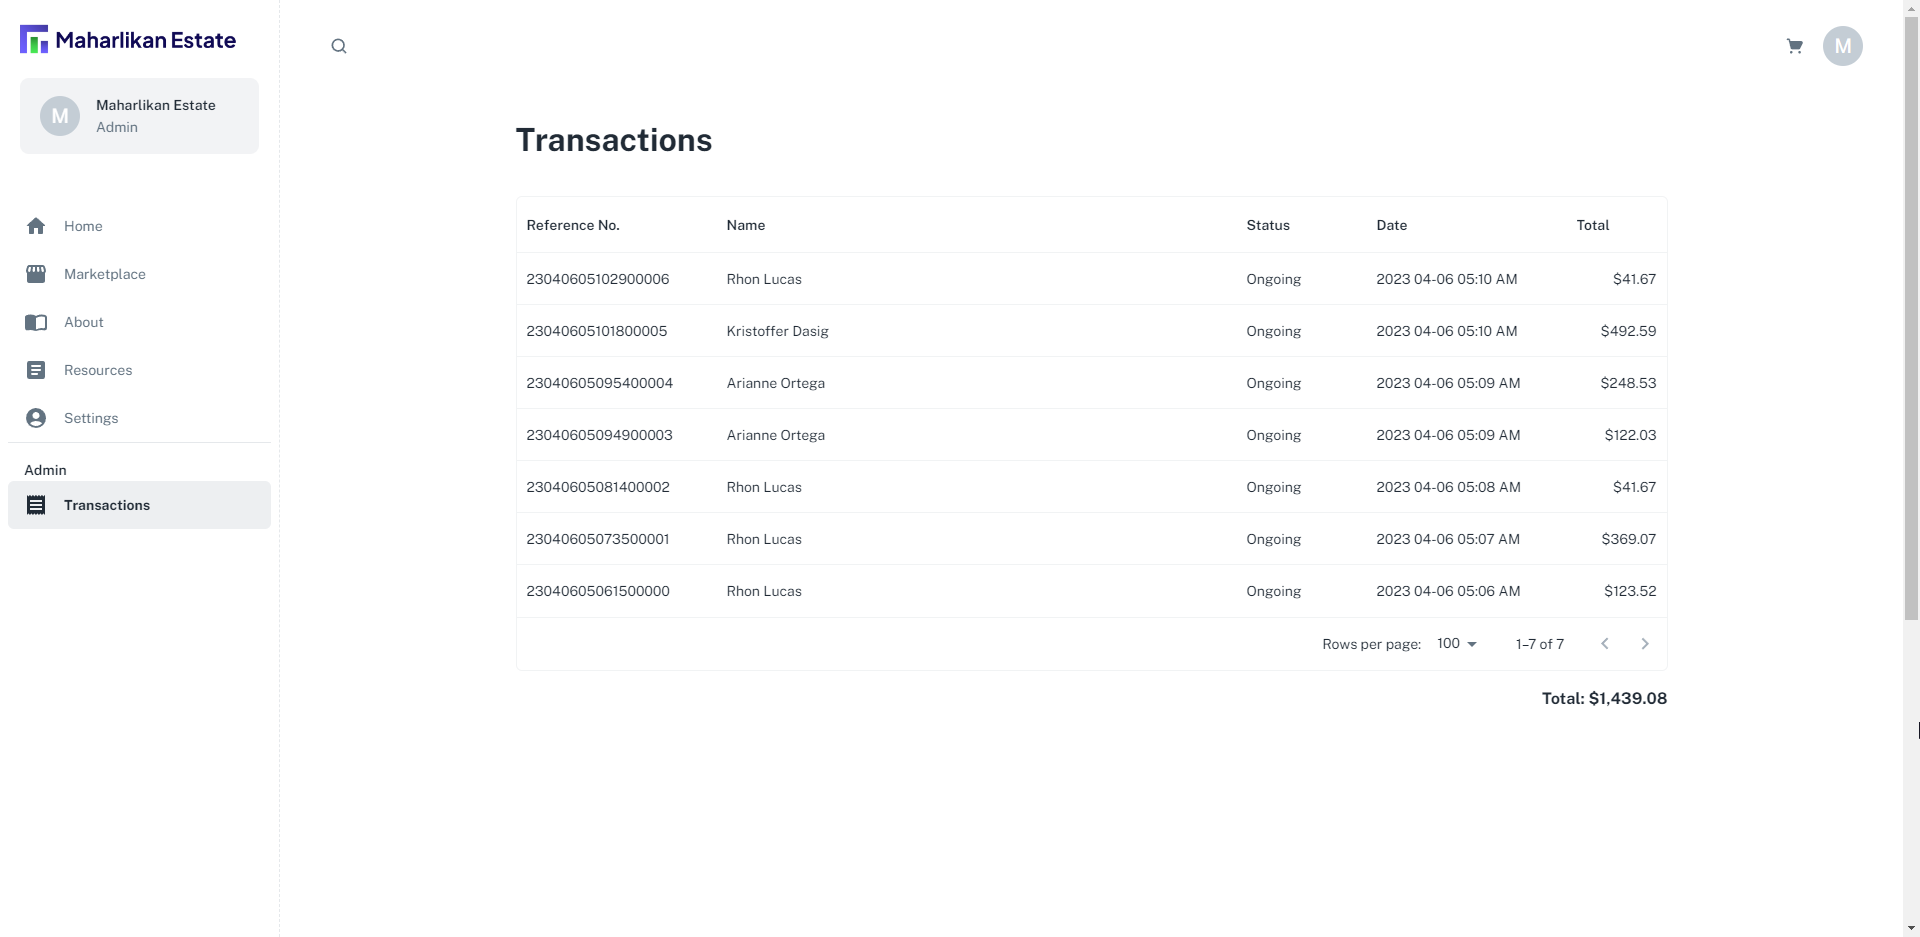 Maharlikan Estate
M
Maharlikan Estate
Admin
Home
Marketplace
About
Resources
Settings
Admin
Transactions
M
Transactions
Reference No. Name Status Date Total
23040605102900006 Rhon Lucas Ongoing 2023 04-06 05:10 AM $41.67
23040605101800005 Kristoffer Dasig Ongoing 2023 04-06 05:10 AM $492.59
23040605095400004 Arianne Ortega Ongoing 2023 04-06 05:09 AM $248.53
23040605094900003 Arianne Ortega Ongoing 2023 04-06 05:09 AM $122.03
23040605081400002 Rhon Lucas Ongoing 2023 04-06 05:08 AM $41.67
23040605073500001 Rhon Lucas Ongoing 2023 04-06 05:07 AM $369.07
23040605061500000 Rhon Lucas Ongoing 2023 04-06 05:06 AM $123.52
Rows per page: 100 1–7 of 7
Total: $1,439.08